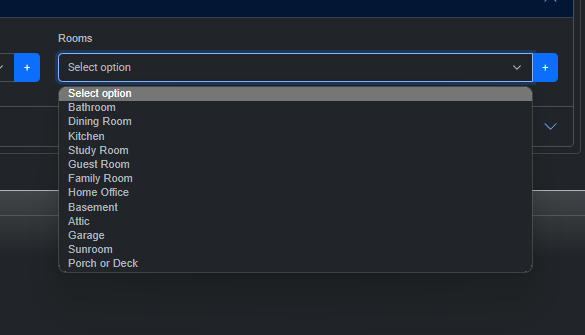 Rooms
+ Select option +
Select option
Bathroom
Dining Room
Kitchen
Study Room
Guest Room
Family Room
Home Office
Basement
Attic
Garage
Sunroom
Porch or Deck